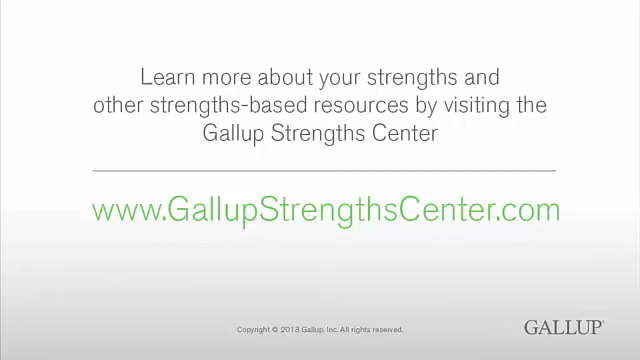 Learn more about your strengths and
other strengths-based resources by visiting the
Gallup Strengths Center
www.GallupStrengthsCenter.com
Copyright © 2013 Gallup, Inc. All rights reserved.
GALLUP®